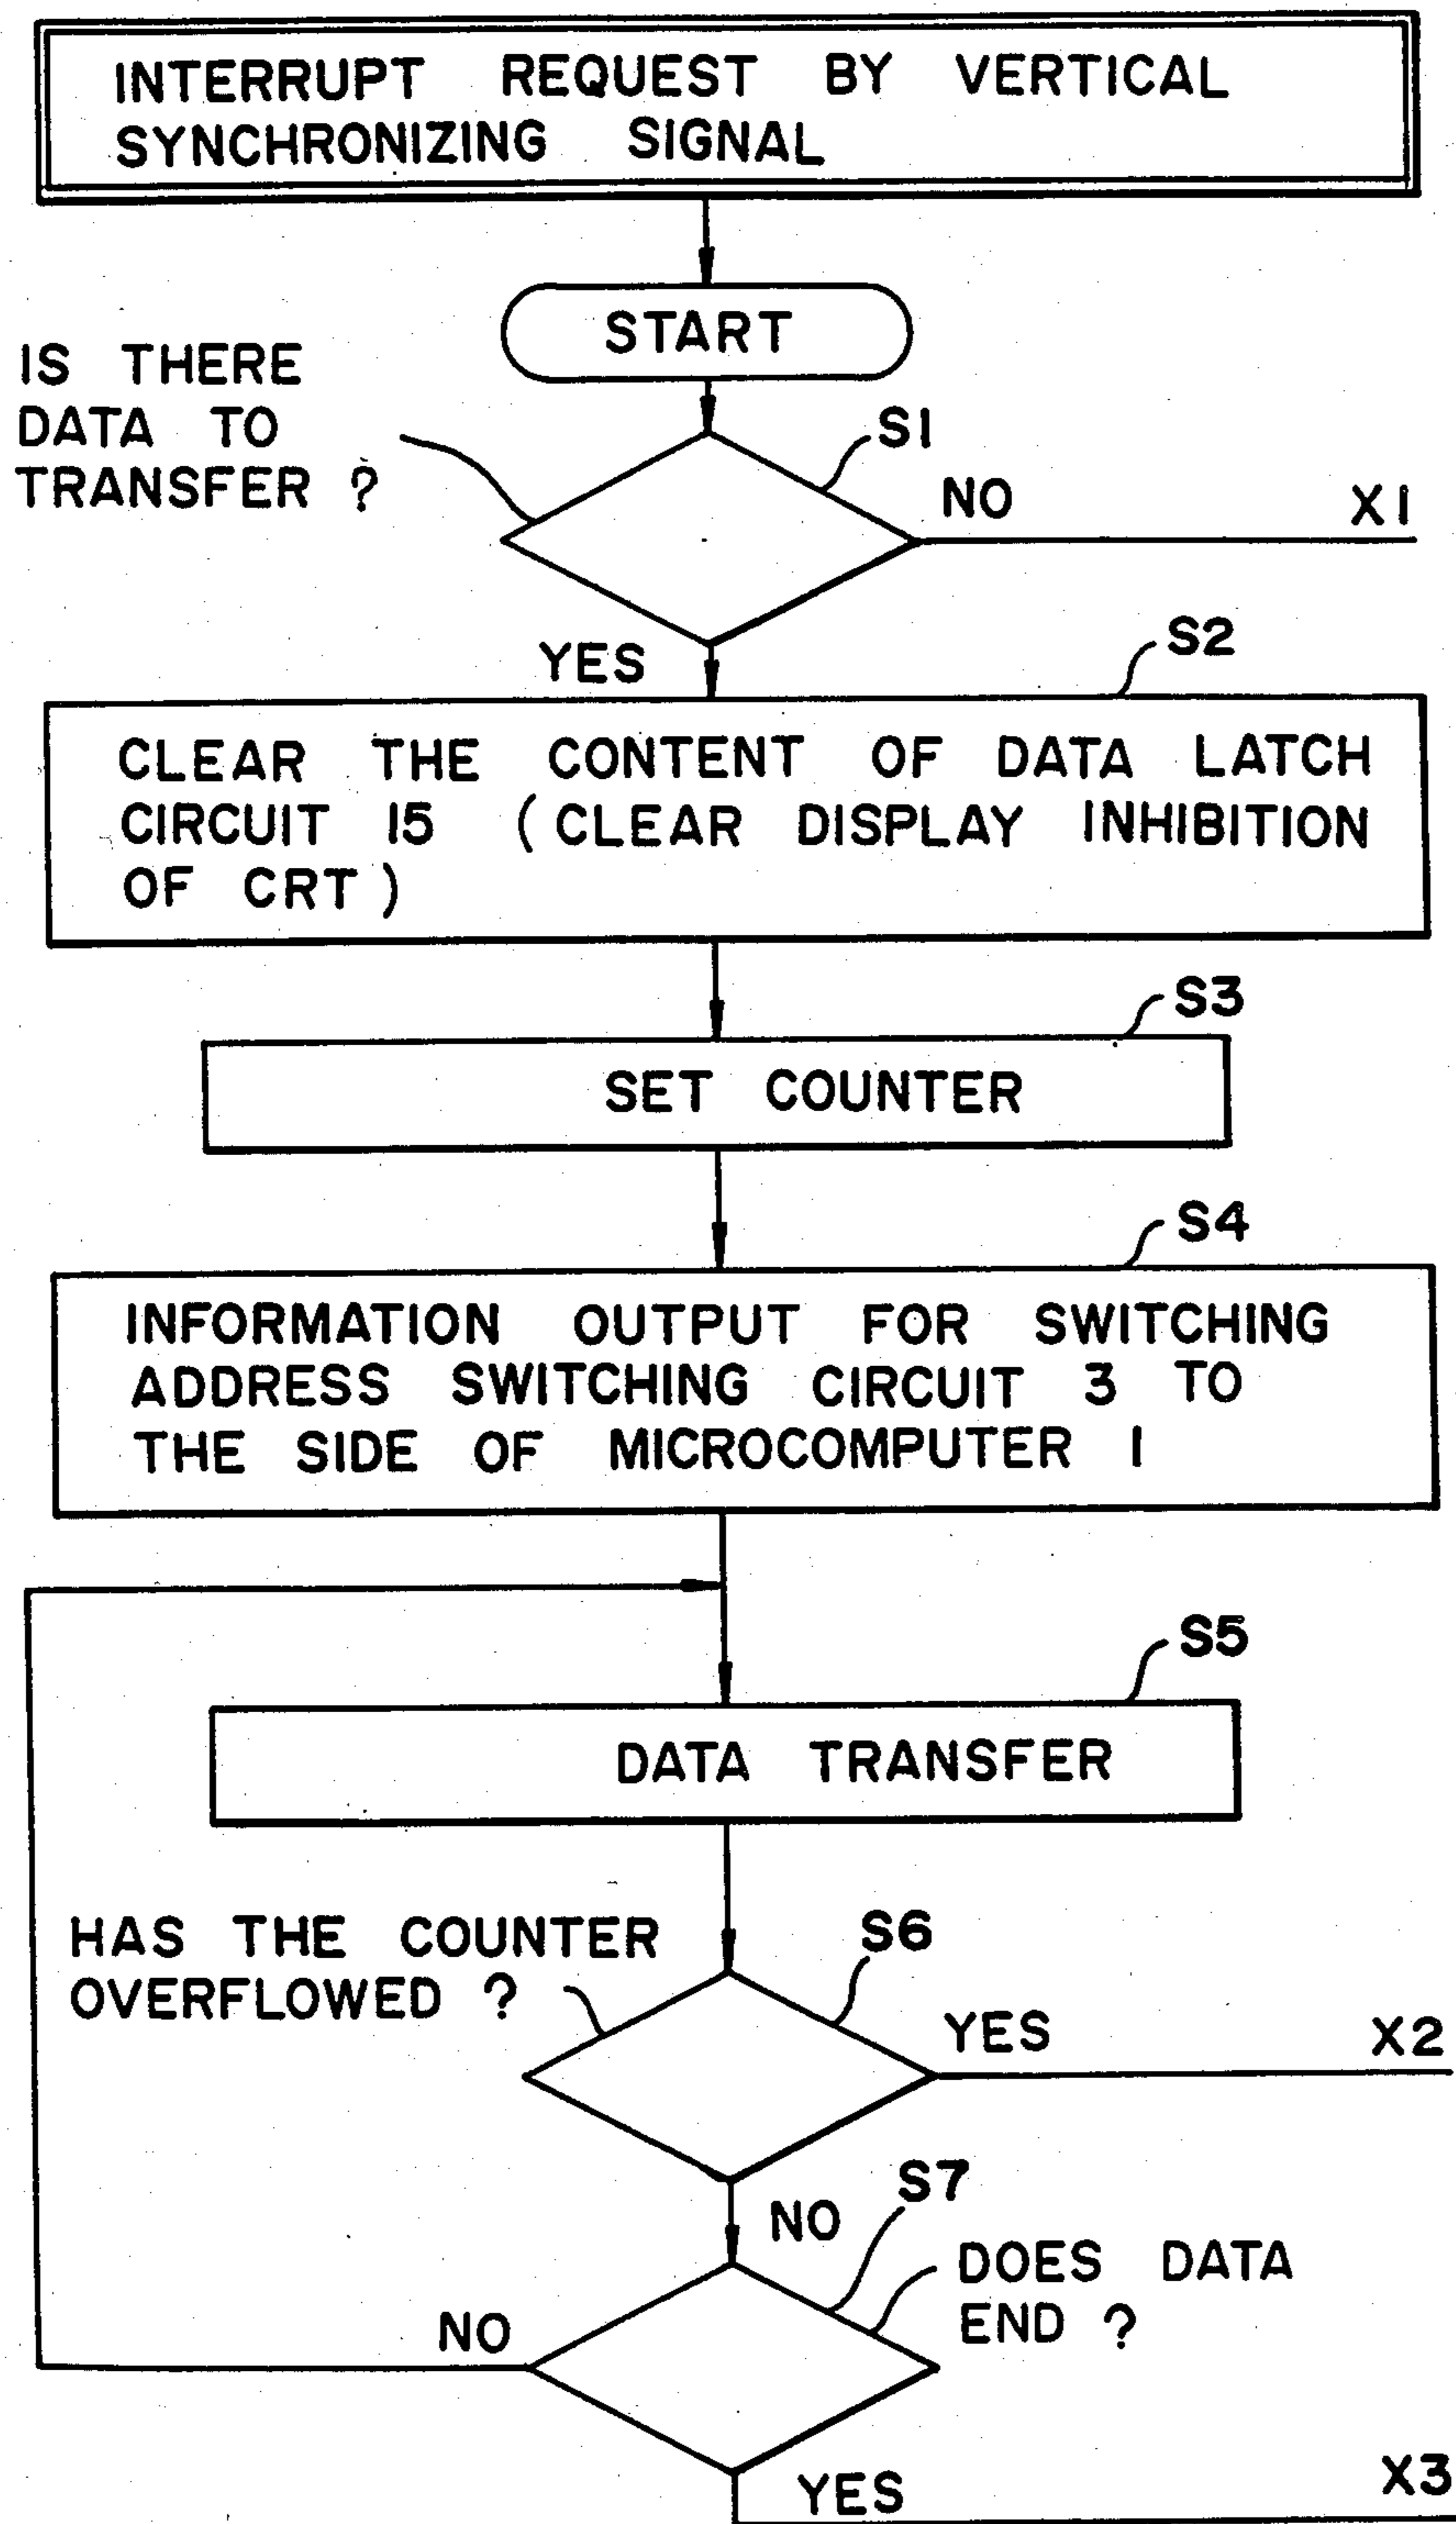 INTERRUPT REQUEST BY VERTICAL
SYNCHRONIZING SIGNAL
START
IS THERE
DATA TO
TRANSFER ?
S1
NO
X1
YES
S2
CLEAR THE CONTENT OF DATA LATCH
CIRCUIT 15 (CLEAR DISPLAY INHIBITION
OF CRT)
S3
SET COUNTER
S4
INFORMATION OUTPUT FOR SWITCHING
ADDRESS SWITCHING CIRCUIT 3 TO
THE SIDE OF MICROCOMPUTER 1
S5
DATA TRANSFER
HAS THE COUNTER
OVERFLOWED ?
S6
YES
X2
NO
S7
DOES DATA
END ?
NO
YES
X3